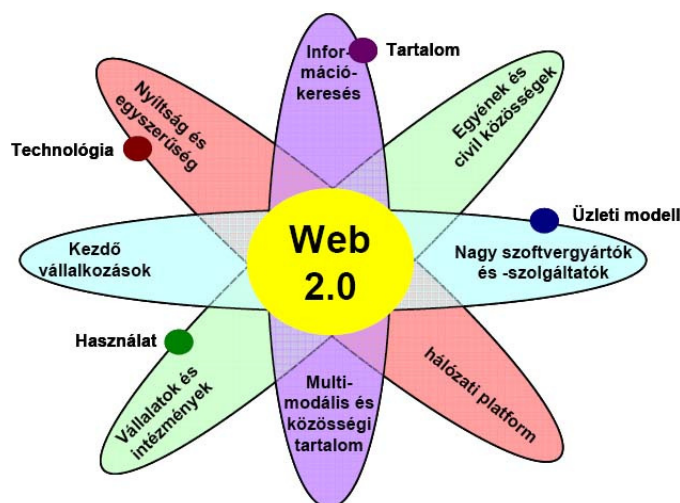 Infor-
máció-
keresés
Tartalom
Egyének és
civil közösségek
Nyíltság és
egyszerűség
Technológia
Üzleti modell
Kezdő
vállalkozások
Web
2.0
Nagy szoftvergyártók
és -szolgáltatók
Használat
Vállalatok és
intézmények
Multi-
modális és
közösségi
tartalom
hálózati platform